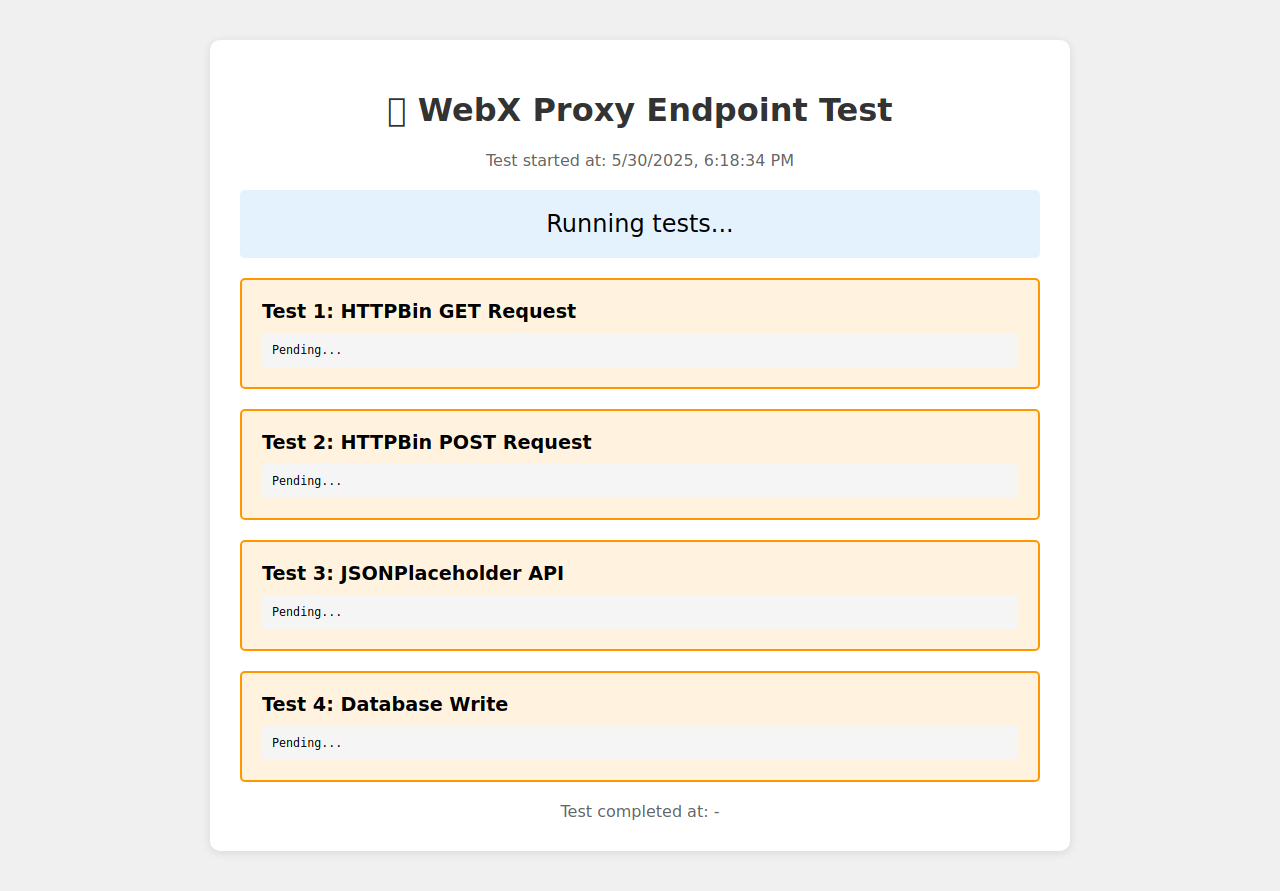 WebX Proxy Endpoint Test
Test started at: 5/30/2025, 6:18:34 PM
Running tests...
Test 1: HTTPBin GET Request
Pending...
Test 2: HTTPBin POST Request
Pending...
Test 3: JSONPlaceholder API
Pending...
Test 4: Database Write
Pending...
Test completed at: -